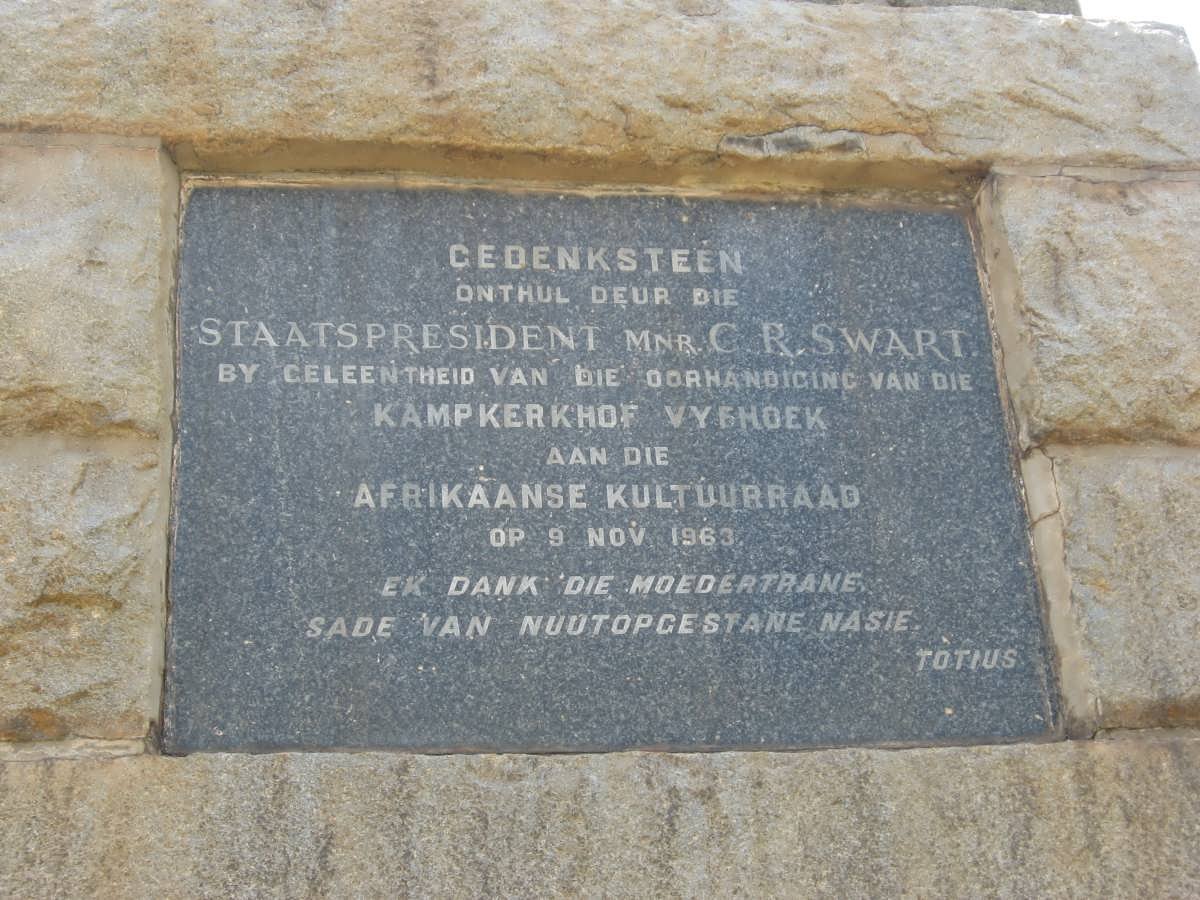 GEDENKSTEEN
ONTHUL DEUR DIE
STAATSPRESIDENT MNR. C R. SWART.
BY GELEENTHEID VAN DIE OORHANDIGING VAN DIE
KAMPKERKHOF VYFHOEK
AAN DIE
AFRIKAANSE KULTUURRAAD
OP 9 NOV. 1963.
EK DANK DIE MOEDERTRANE,
SADE VAN NUUTOPGESTANE NASIE.
TOTIUS